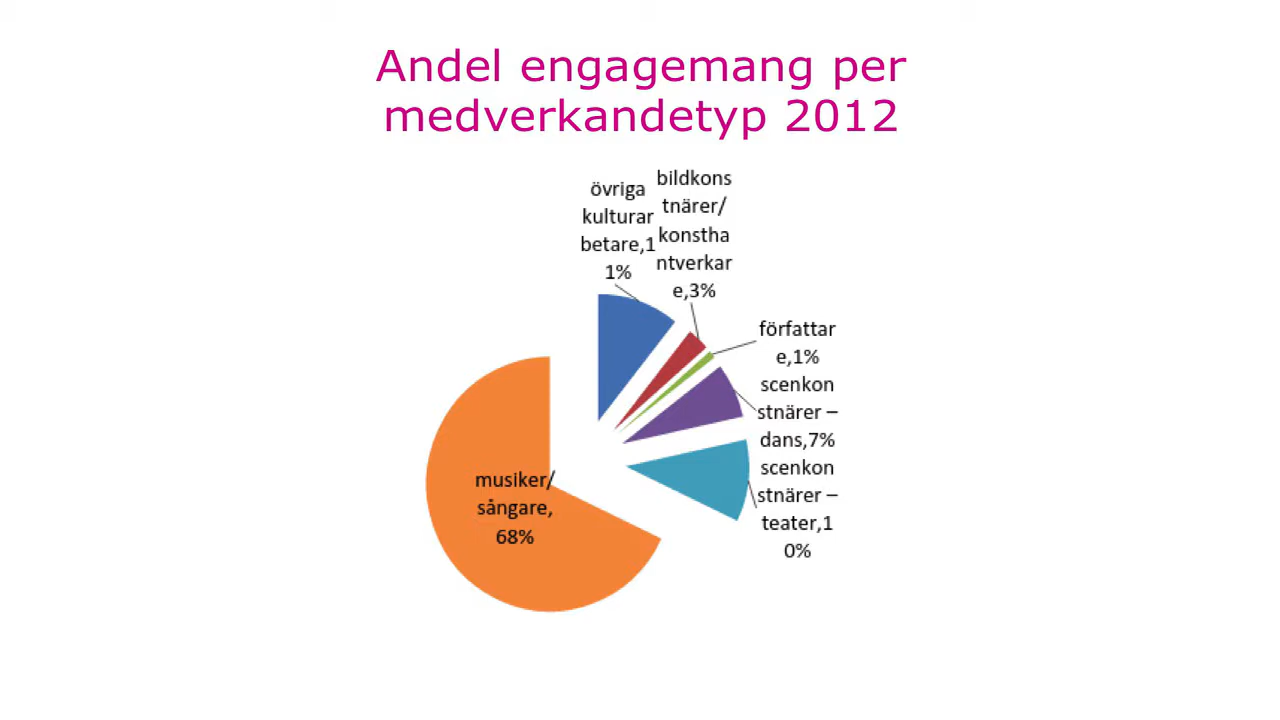 Andel engagemang per
medverkandetyp 2012
övriga
kulturar
betare,1
1%
bildkons
tnärer/
konstha
ntverkar
e,3%
författar
e,1%
scenkon
stnärer –
dans,7%
scenkon
stnärer –
teater,1
0%
musiker/
sångare,
68%